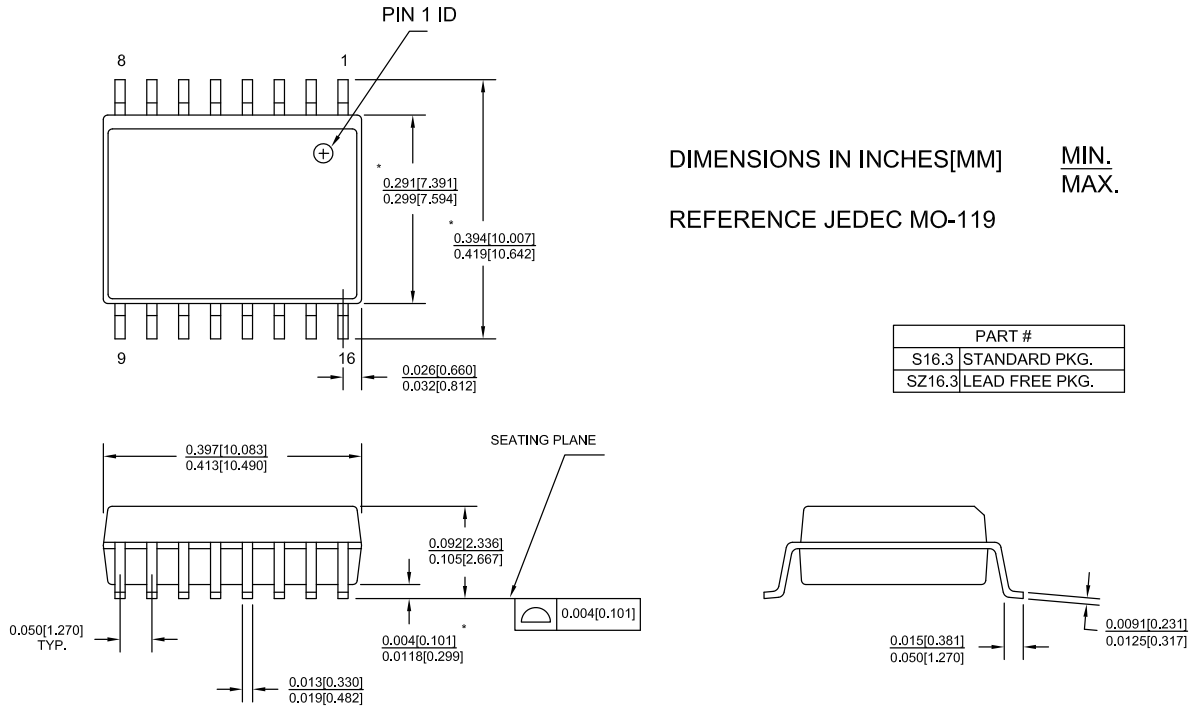 PIN 1 ID
8
1
*
0.291[7.391]
0.299[7.594]
*
0.394[10.007]
0.419[10.642]
DIMENSIONS IN INCHES[MM]
MIN.
MAX.
REFERENCE JEDEC MO-119
9
16
0.026[0.660]
0.032[0.812]
PART #
S16.3 STANDARD PKG.
SZ16.3 LEAD FREE PKG.
0.397[10.083]
0.413[10.490]
SEATING PLANE
0.092[2.336]
0.105[2.667]
0.004[0.101]
0.050[1.270]
TYP.
*
0.004[0.101]
0.0118[0.299]
0.013[0.330]
0.019[0.482]
0.015[0.381]
0.050[1.270]
0.0091[0.231]
0.0125[0.317]